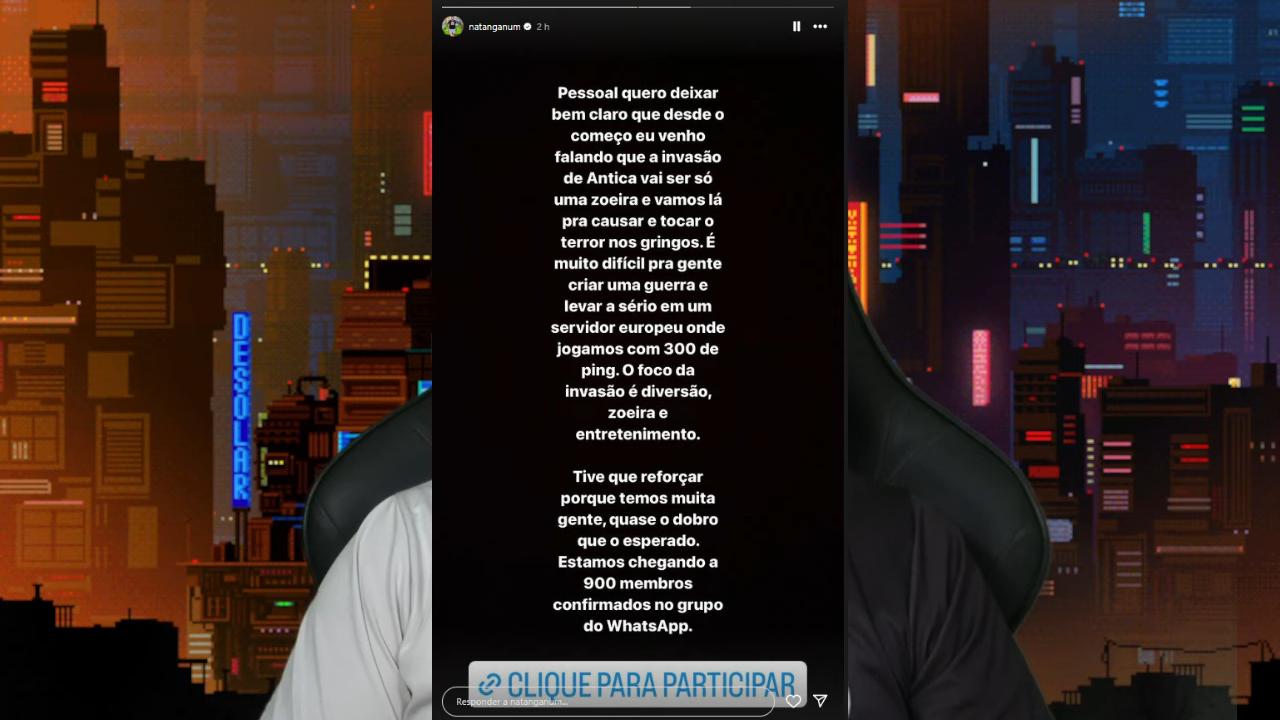 natanganum 2 h
Pessoal quero deixar
bem claro que desde o
começo eu venho
falando que a invasão
de Antica vai ser só
uma zoeira e vamos lá
pra causar e tocar o
terror nos gringos. É
muito difícil pra gente
criar uma guerra e
levar a sério em um
servidor europeu onde
jogamos com 300 de
ping. O foco da
invasão é diversão,
zoeira e
entretenimento.
Tive que reforçar
porque temos muita
gente, quase o dobro
que o esperado.
Estamos chegando a
900 membros
confirmados no grupo
do WhatsApp.
CLIQUE PARA PARTICIPAR
Responder a natanganum...
DESOLAR